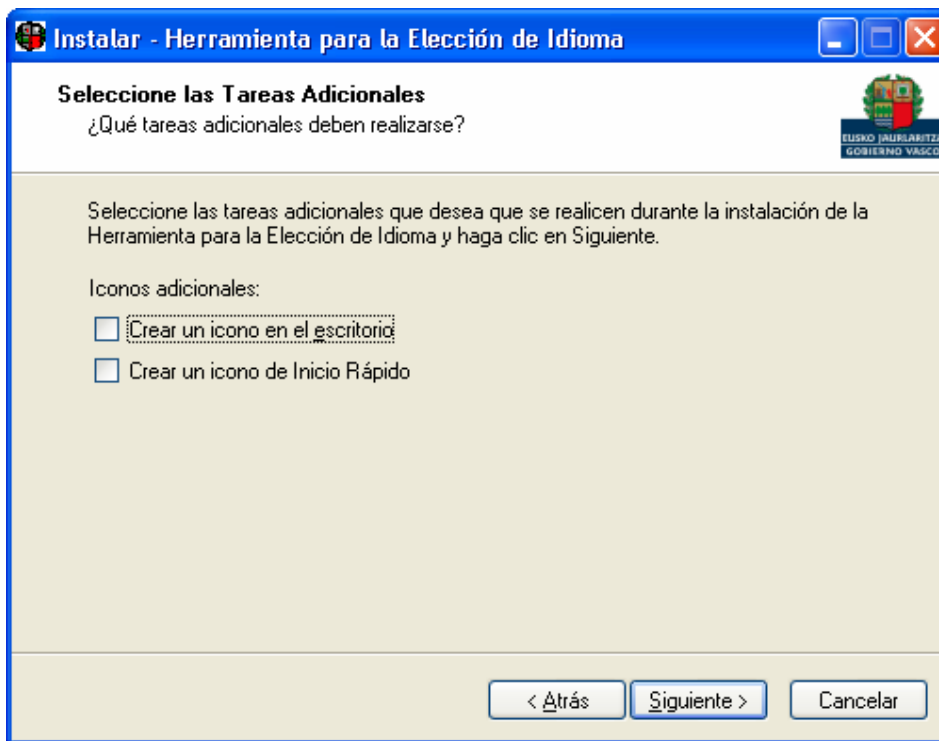 Instalar - Herramienta para la Elección de Idioma
Seleccione las Tareas Adicionales
¿Qué tareas adicionales deben realizarse?
EUSKO JAURLARITZA
GOBIERNO VASCO
Seleccione las tareas adicionales que desea que se realicen durante la instalación de la
Herramienta para la Elección de Idioma y haga clic en Siguiente.
Iconos adicionales:
Crear un icono en el escritorio
Crear un icono de Inicio Rápido
< Atrás Siguiente > Cancelar